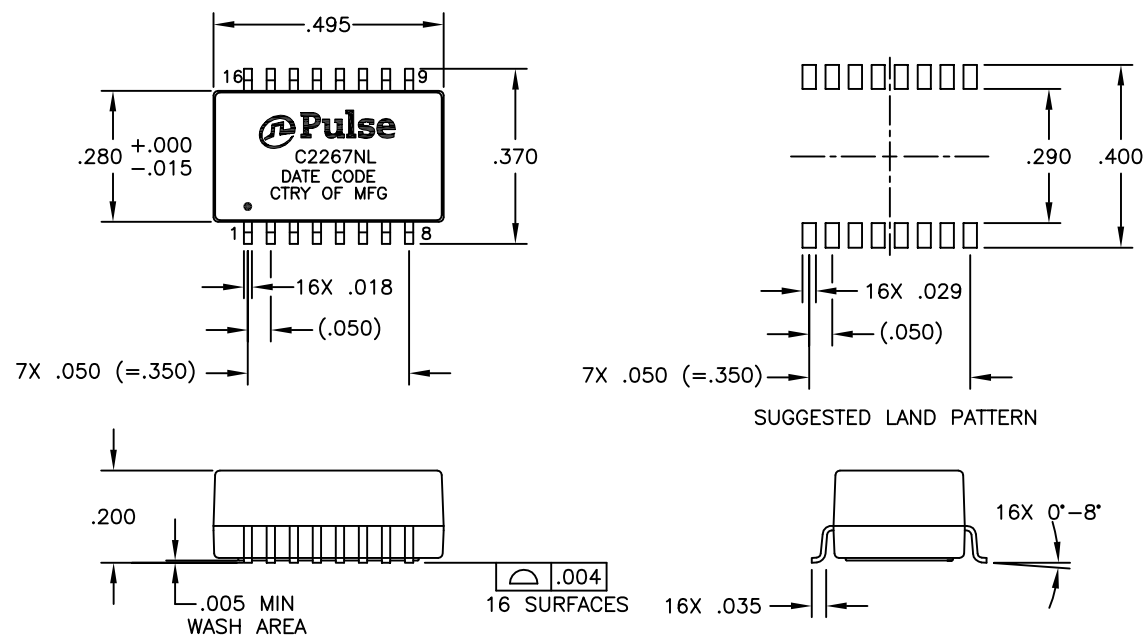 .495
16
9
.280 +.000
-.015
Pulse
C2267NL
DATE CODE
CTRY OF MFG
.370
1
8
16X .018
(.050)
7X .050 (=.350)
.290
.400
16X .029
(.050)
7X .050 (=.350)
SUGGESTED LAND PATTERN
.200
.005 MIN
WASH AREA
.004
16 SURFACES
16X 0°-8°
16X .035